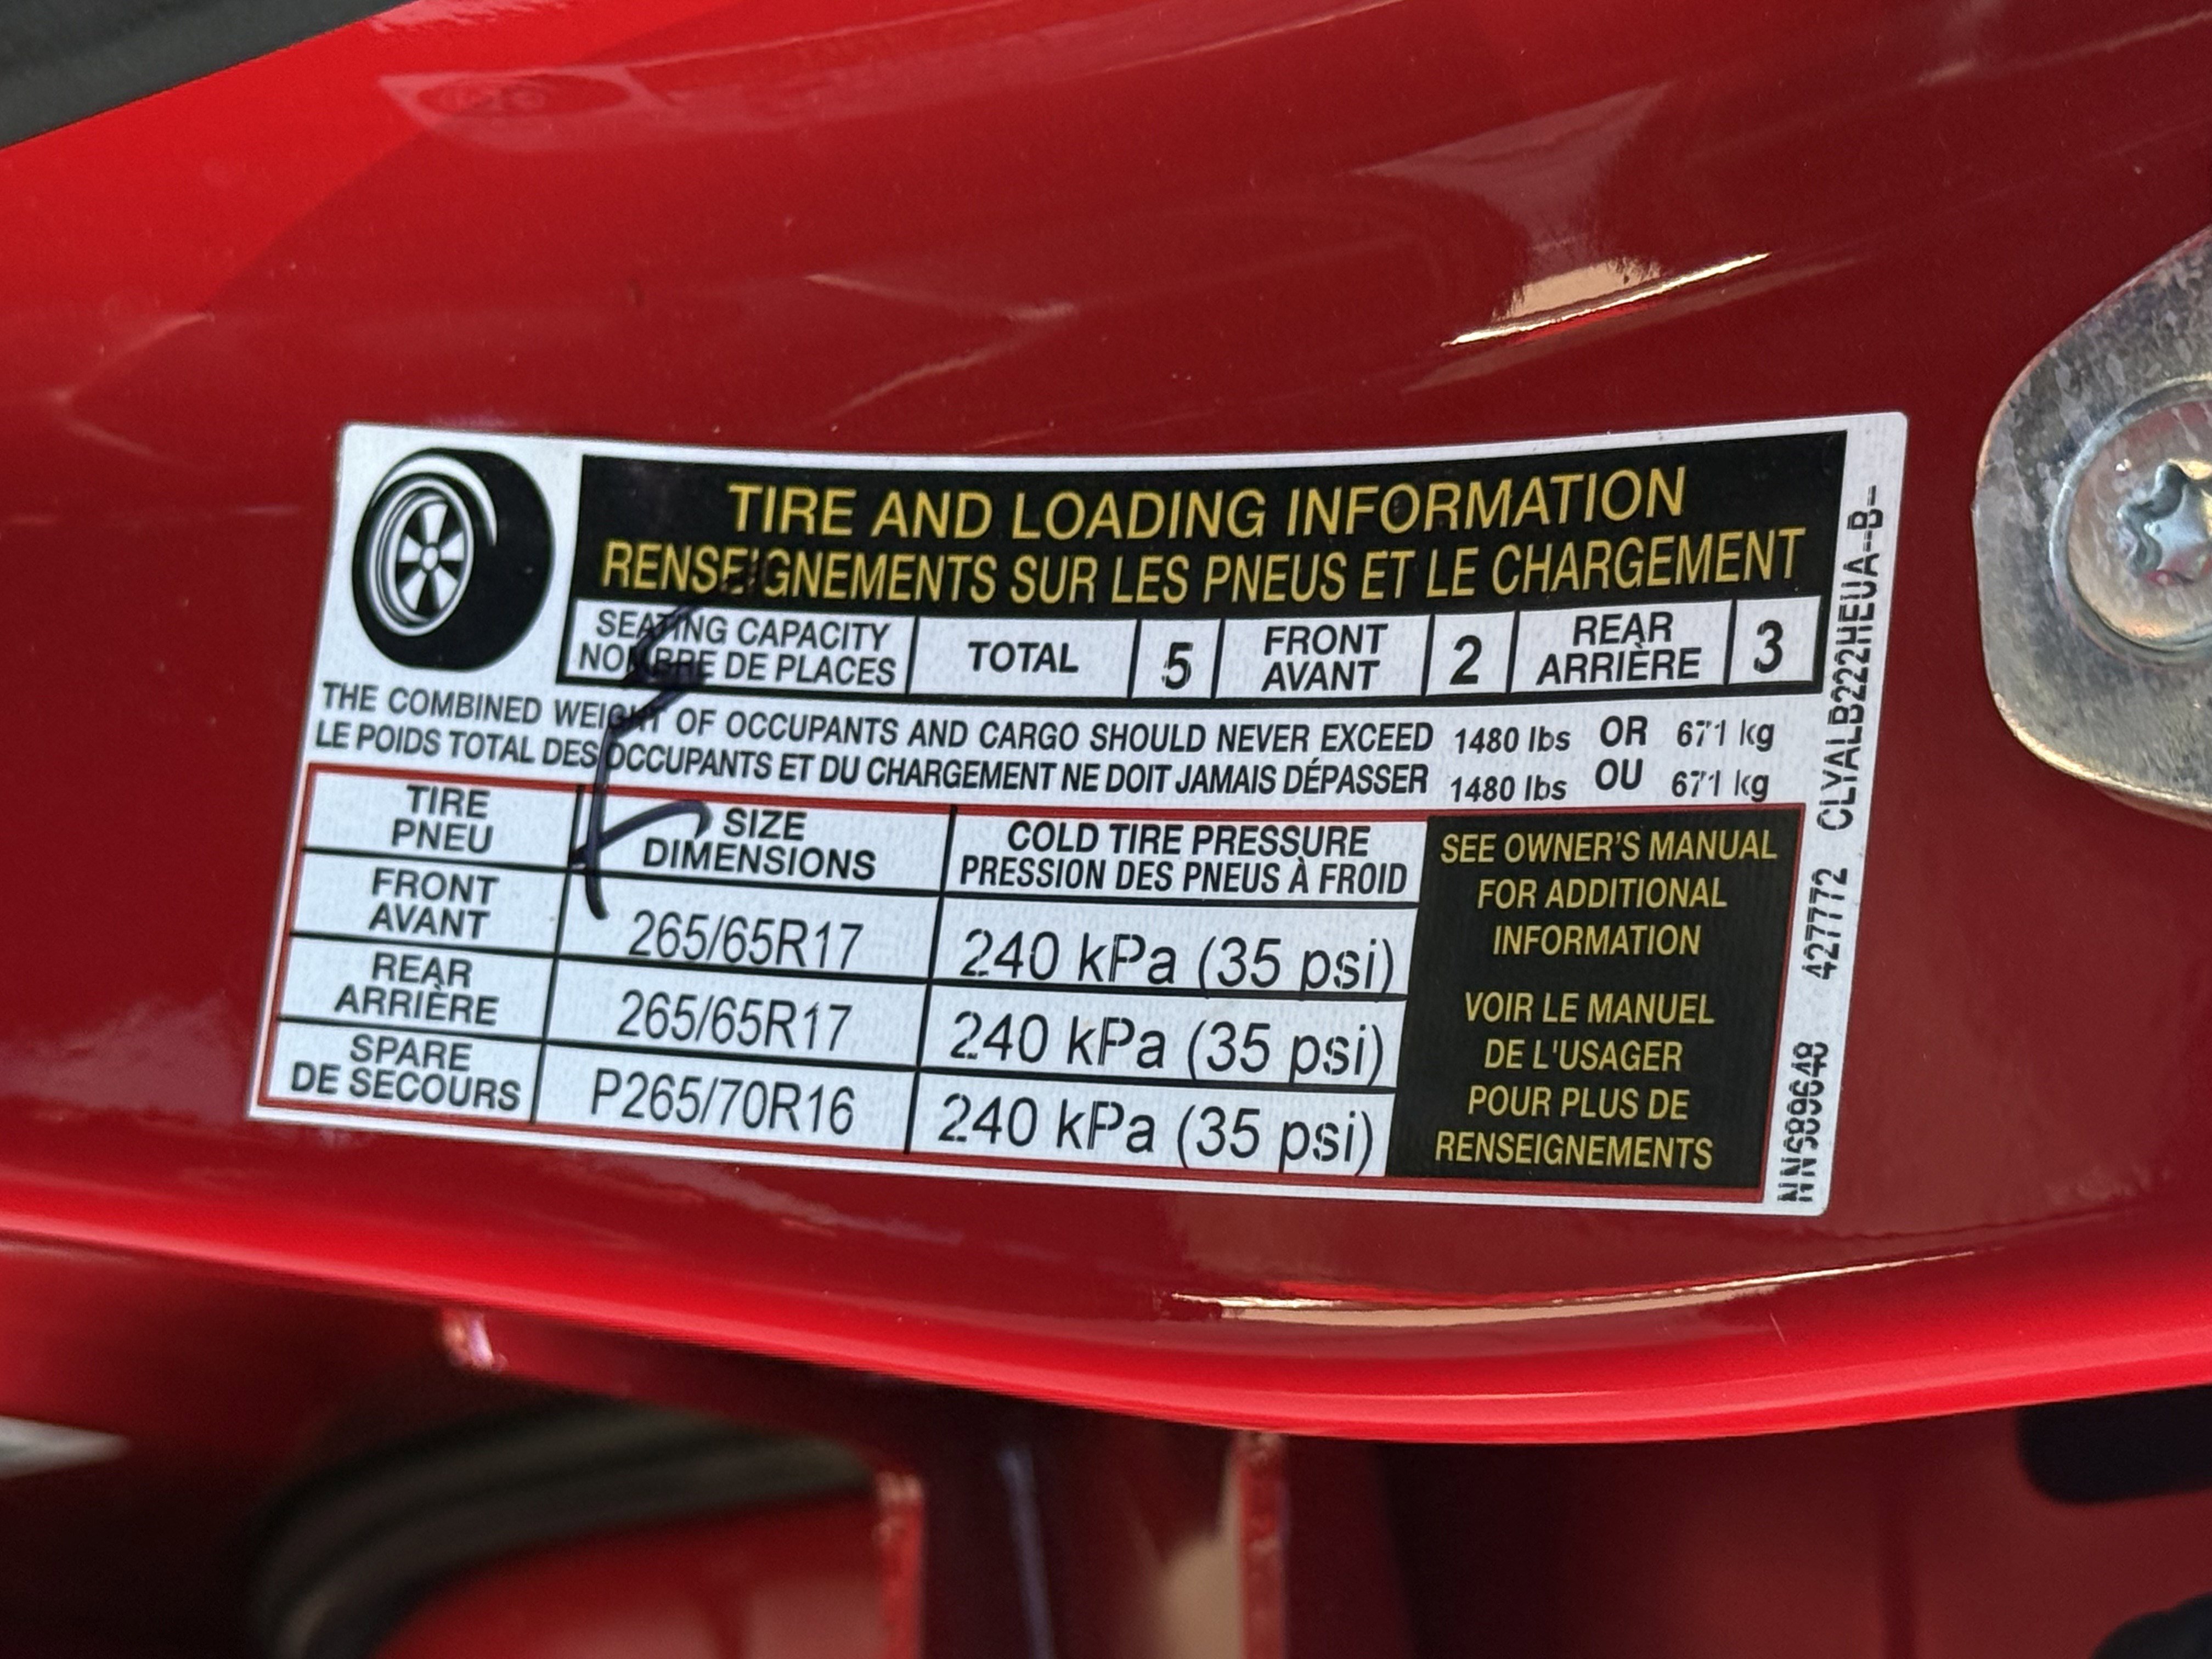 TIRE AND LOADING INFORMATION
RENSEIGNEMENTS SUR LES PNEUS ET LE CHARGEMENT
SEATING CAPACITY
NOMBRE DE PLACES
TOTAL
5
FRONT
AVANT
2
REAR
ARRIÈRE
3
THE COMBINED WEIGHT OF OCCUPANTS AND CARGO SHOULD NEVER EXCEED 1480 lbs OR 671 kg
LE POIDS TOTAL DES OCCUPANTS ET DU CHARGEMENT NE DOIT JAMAIS DÉPASSER 1480 lbs OU 671 kg
TIRE
PNEU
SIZE
DIMENSIONS
COLD TIRE PRESSURE
PRESSION DES PNEUS À FROID
FRONT
AVANT
265/65R17
240 kPa (35 psi)
REAR
ARRIÈRE
265/65R17
240 kPa (35 psi)
SPARE
DE SECOURS
P265/70R16
240 kPa (35 psi)
SEE OWNER'S MANUAL
FOR ADDITIONAL
INFORMATION
VOIR LE MANUEL
DE L'USAGER
POUR PLUS DE
RENSEIGNEMENTS
427772 CLYALB222HEUA--B-